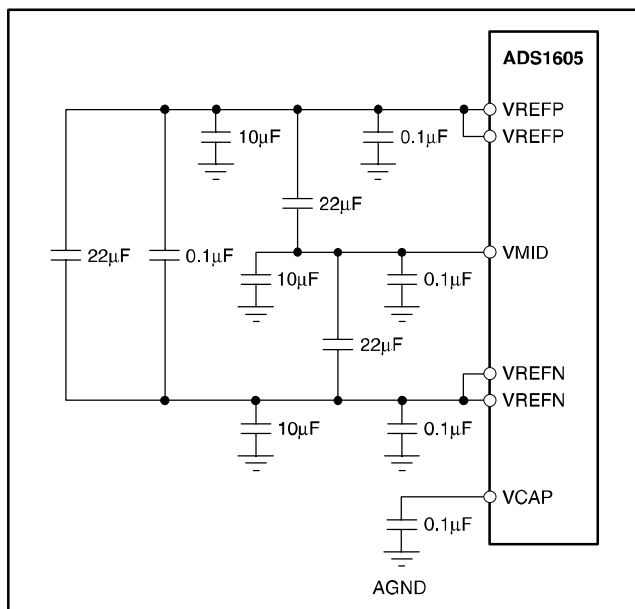 ADS1605
VREFP
10μF
0.1μF
VREFP
22μF
22μF
0.1μF
VMID
10μF
0.1μF
22μF
VREFN
VREFN
10μF
0.1μF
VCAP
0.1μF
AGND